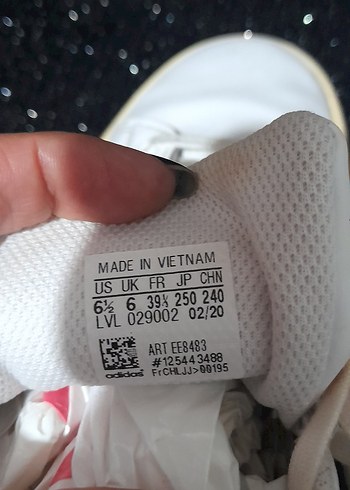 MADE IN VIETNAM
US UK FR JP CHN
6½ 6 39⅓ 250 240
LVL 029002 02/20
ART EE8483
#125443488
adidas FrCHLJJ>00195